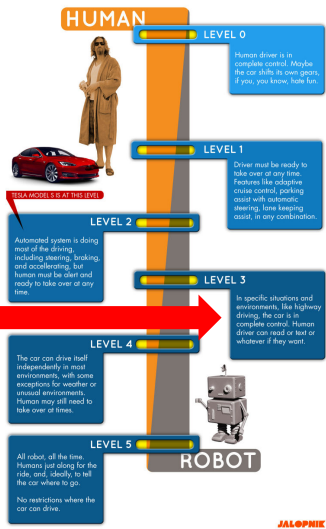 HUMAN
LEVEL 0
Human driver is in
complete control. Maybe
the car shifts its own gears,
if you, you know, hate fun.
LEVEL 1
Driver must be ready to
take over at any time.
Features like adaptive
cruise control, parking
assist with automatic
steering, lane keeping
assist, in any combination.
TESLA MODEL S IS AT THIS LEVEL
LEVEL 2
Automated system is doing
most of the driving,
including steering, braking,
and accellerating, but
human must be alert and
ready to take over at any
time.
LEVEL 3
In specific situations and
environments, like highway
driving, the car is in
complete control. Human
driver can read or text or
whatever if they want.
LEVEL 4
The car can drive itself
independently in most
environments, with some
exceptions for weather or
unusual environments.
Human may still need to
take over at times.
LEVEL 5
All robot, all the time.
Humans just along for the
ride, and, ideally, to tell
the car where to go.
No restrictions where the
car can drive.
ROBOT
JALOPNIK